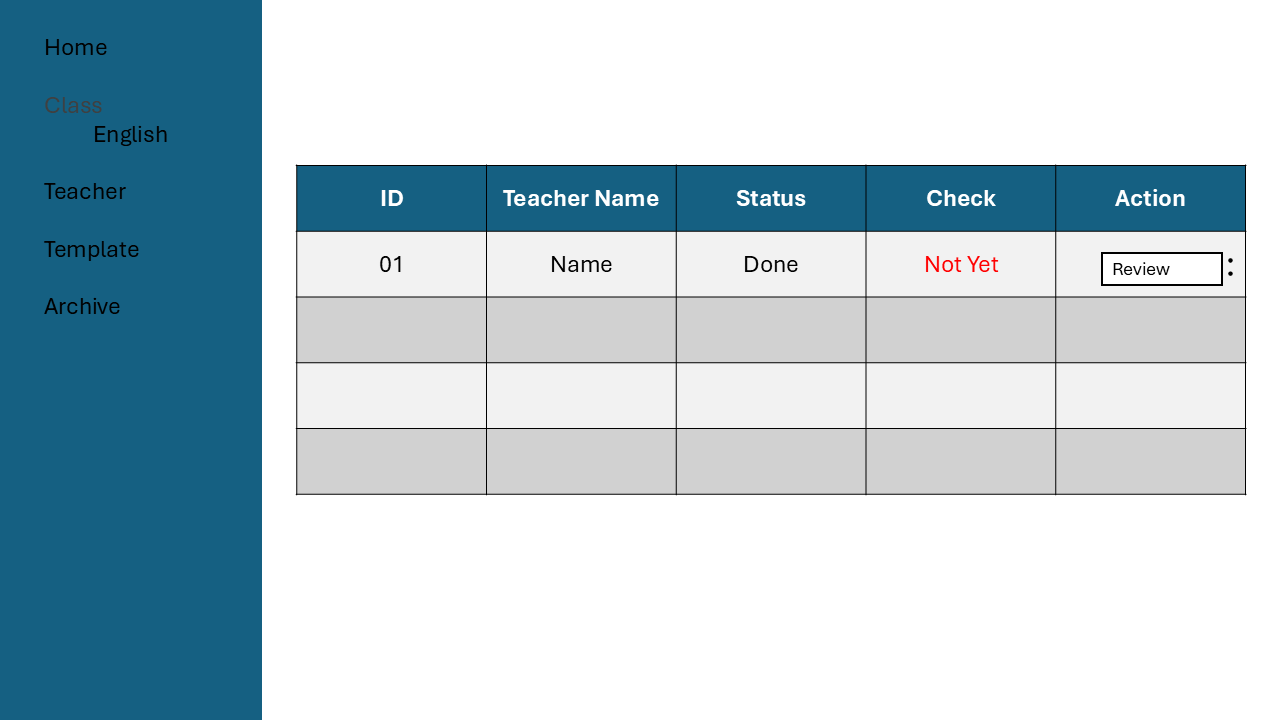 Home
Class
English
Teacher
Template
Archive
ID Teacher Name Status Check Action
01 Name Done Not Yet Review :